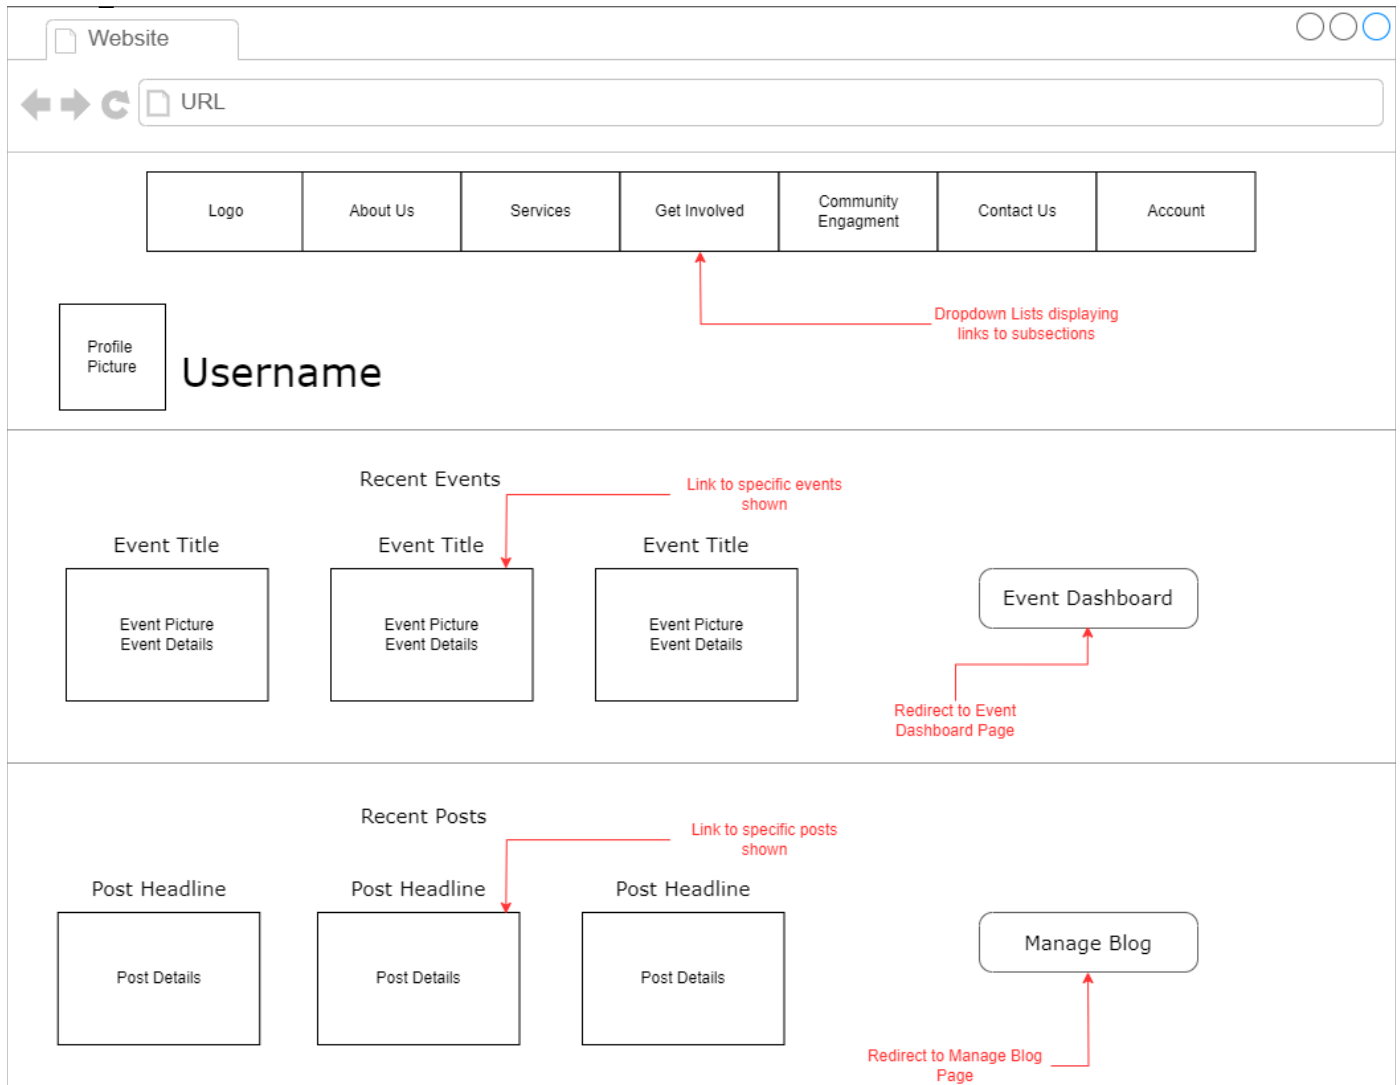 Website
URL
Logo
About Us
Services
Get Involved
Community
Engagment
Contact Us
Account
Dropdown Lists displaying
links to subsections
Profile
Picture
Username
Recent Events
Link to specific events
shown
Event Title
Event Title
Event Title
Event Picture
Event Details
Event Picture
Event Details
Event Picture
Event Details
Event Dashboard
Redirect to Event
Dashboard Page
Recent Posts
Link to specific posts
shown
Post Headline
Post Headline
Post Headline
Post Details
Post Details
Post Details
Manage Blog
Redirect to Manage Blog
Page